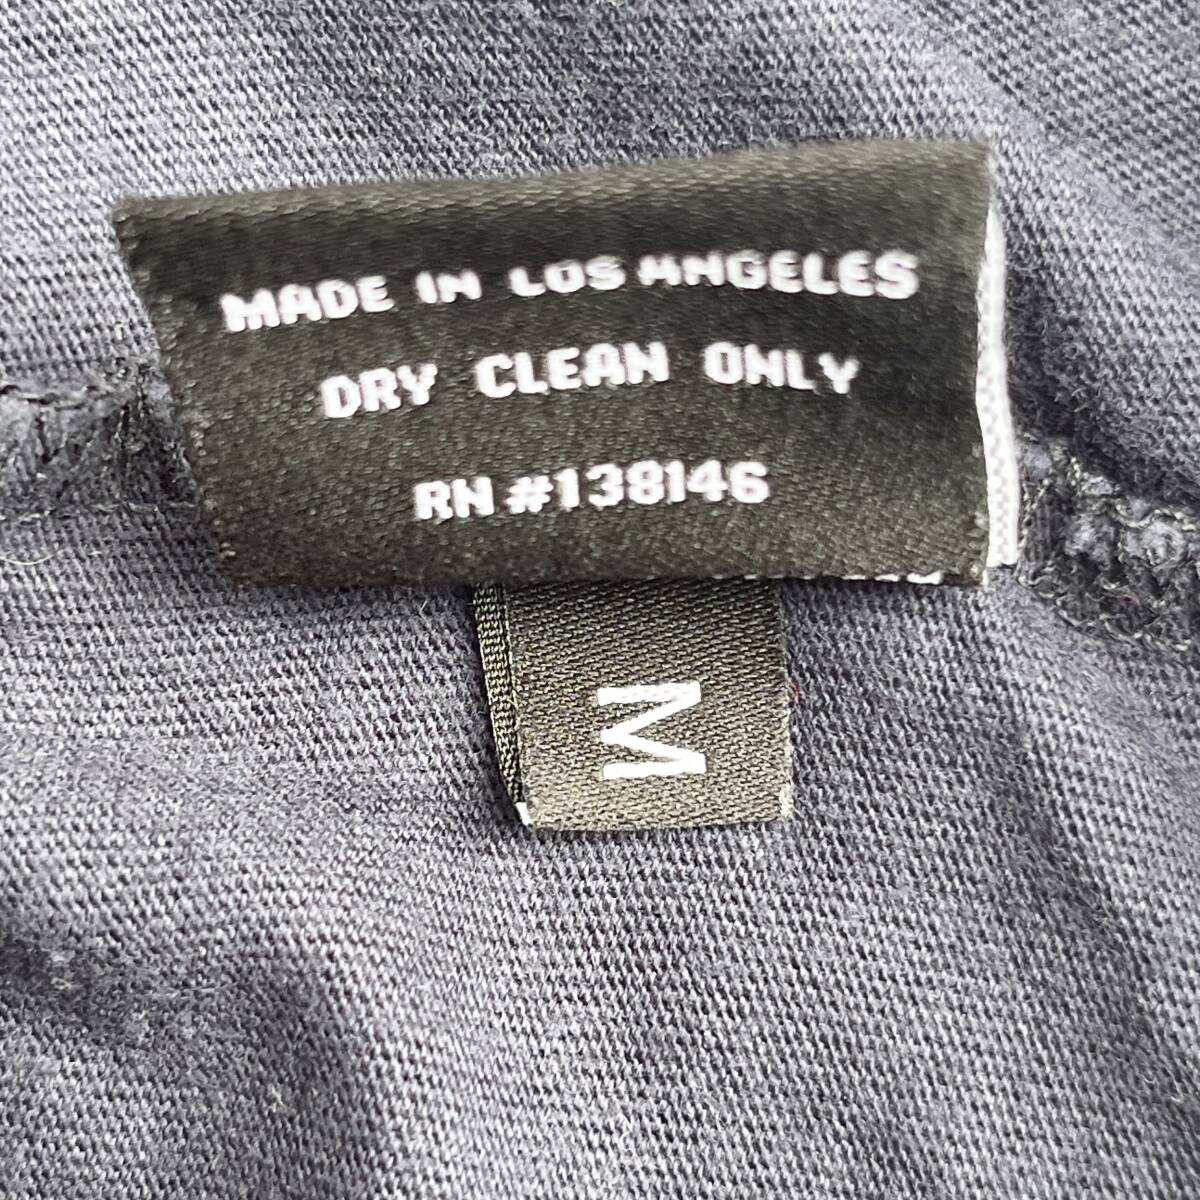 MADE IN LOS ANGELES
DRY CLEAN ONLY
RN #138146
M